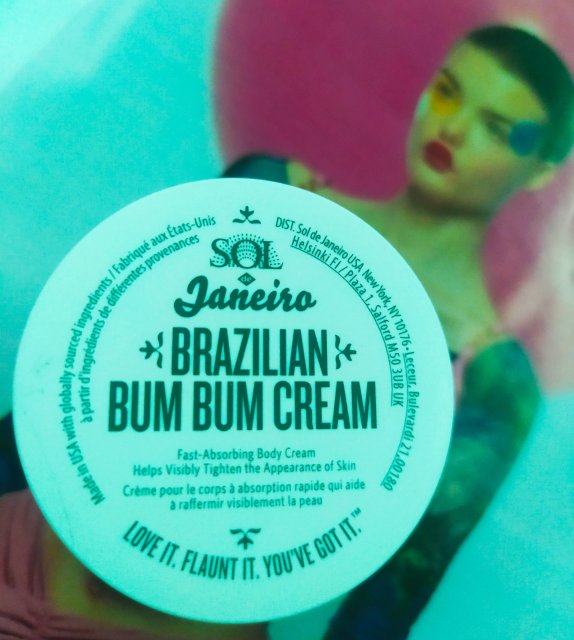 SOL
de
Janeiro
BRAZILIAN
BUM BUM CREAM
Fast-Absorbing Body Cream
Helps Visibly Tighten the Appearance of Skin
Crème pour le corps à absorption rapide qui aide
à raffermir visiblement la peau
LOVE IT. FLAUNT IT. YOU'VE GOT IT.™
Made in USA with globally sourced ingredients / Fabriqué aux États-Unis
à partir d'ingrédients de différentes provenances
DIST. Sol de Janeiro USA, New York, NY 10176 • Leceur, Bulevardi 21, 00180
Helsinki FI / Plaza 1, Salford M50 3UB UK